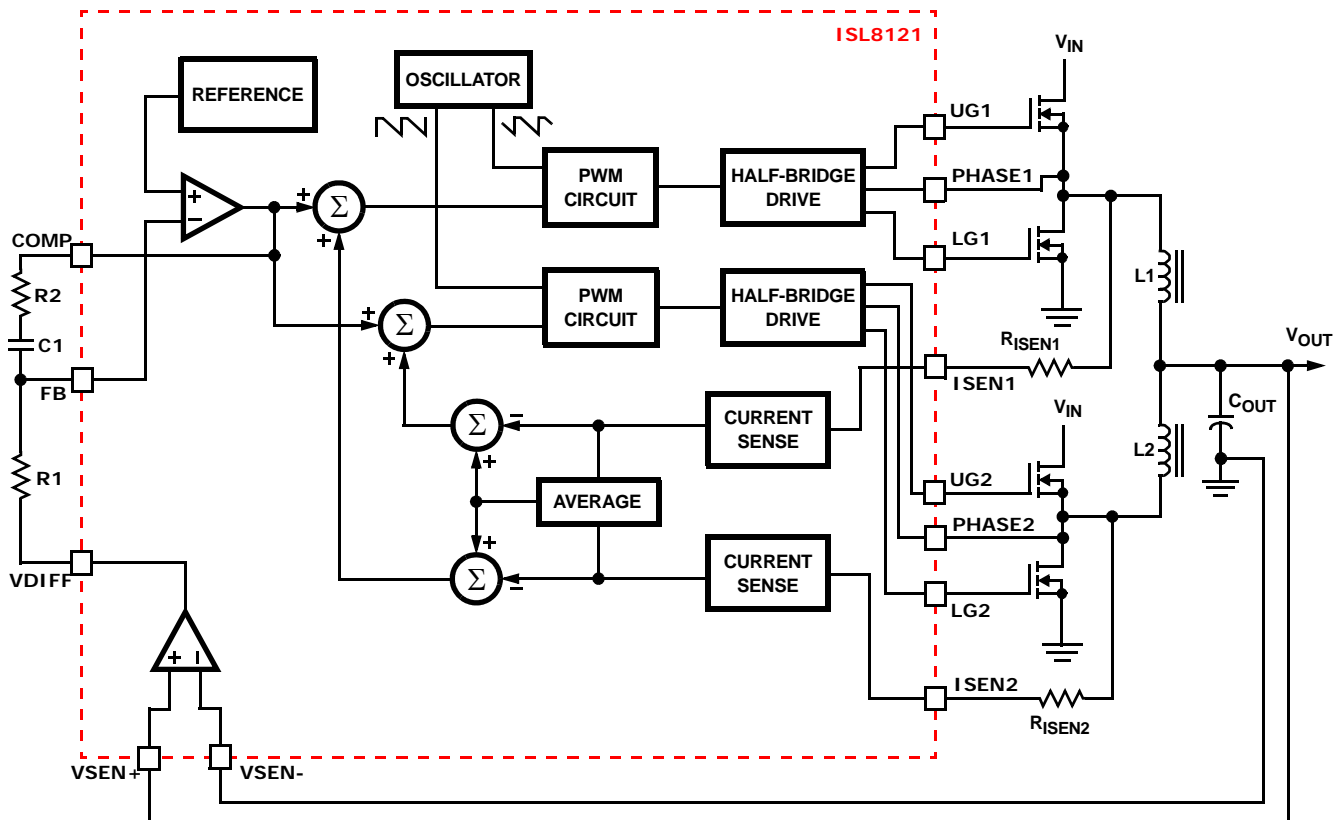 ISL8121
VIN
OSCILLATOR
REFERENCE
UG1
PWM
CIRCUIT
HALF-BRIDGE
DRIVE
PHASE1
+
−
+
Σ
+
COMP
LG1
R2
L1
PWM
CIRCUIT
HALF-BRIDGE
DRIVE
+
Σ
+
C1
RISEN1
VOUT
FB
ISEN1
VIN
COUT
Σ
−
+
CURRENT
SENSE
L2
R1
UG2
AVERAGE
PHASE2
+
VDIFF
Σ
−
CURRENT
SENSE
LG2
+
−
ISEN2
RISEN2
VSEN+
VSEN-